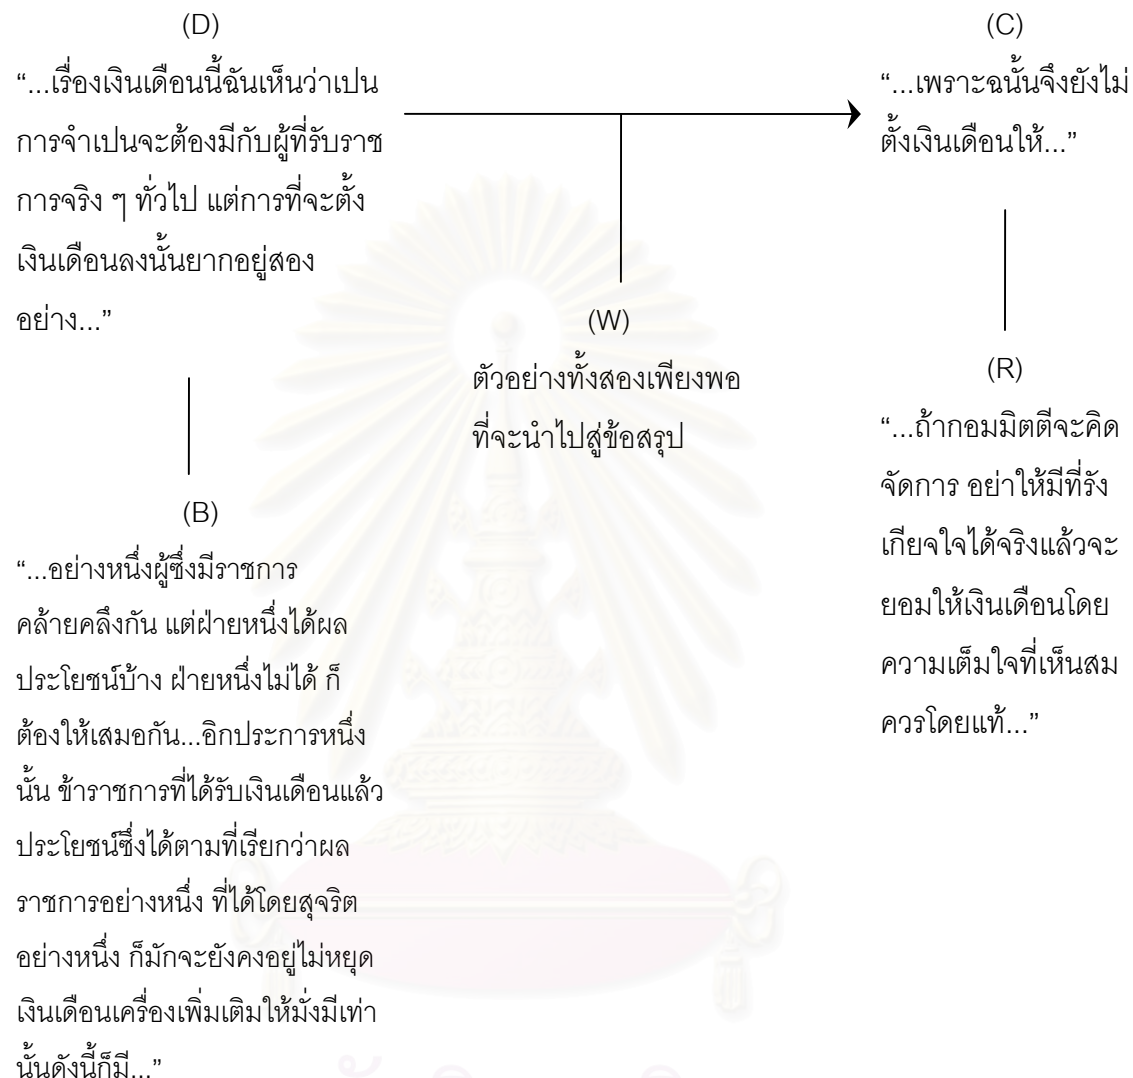 (D)
“...เรื่องเงินเดือนนี้ฉันเห็นว่าเปน
การจำเปนจะต้องมีกับผู้ที่รับราช
การจริง ๆ ทั่วไป แต่การที่จะตั้ง
เงินเดือนลงนั้นยากอยู่สอง
อย่าง...”
(C)
“...เพราะฉนั้นจึงยังไม่
ตั้งเงินเดือนให้...”
(W)
ตัวอย่างทั้งสองเพียงพอ
ที่จะนำไปสู่ข้อสรุป
(R)
“...ถ้ากอมมิตตีจะคิด
จัดการ อย่าให้มีที่รัง
เกียจใจได้จริงแล้วจะ
ยอมให้เงินเดือนโดย
ความเต็มใจที่เห็นสม
ควรโดยแท้...”
(B)
“...อย่างหนึ่งผู้ซึ่งมีราชการ
คล้ายคลึงกัน แต่ฝ่ายหนึ่งได้ผล
ประโยชน์บ้าง ฝ่ายหนึ่งไม่ได้ ก็
ต้องให้เสมอกัน...อิกประการหนึ่ง
นั้น ข้าราชการที่ได้รับเงินเดือนแล้ว
ประโยชน์ซึ่งได้ตามที่เรียกว่าผล
ราชการอย่างหนึ่ง ที่ได้โดยสุจริต
อย่างหนึ่ง ก็มักจะยังคงอยู่ไม่หยุด
เงินเดือนเครื่องเพิ่มเติมให้มั่งมีเท่า
นั้นดังนี้ก็มี...”